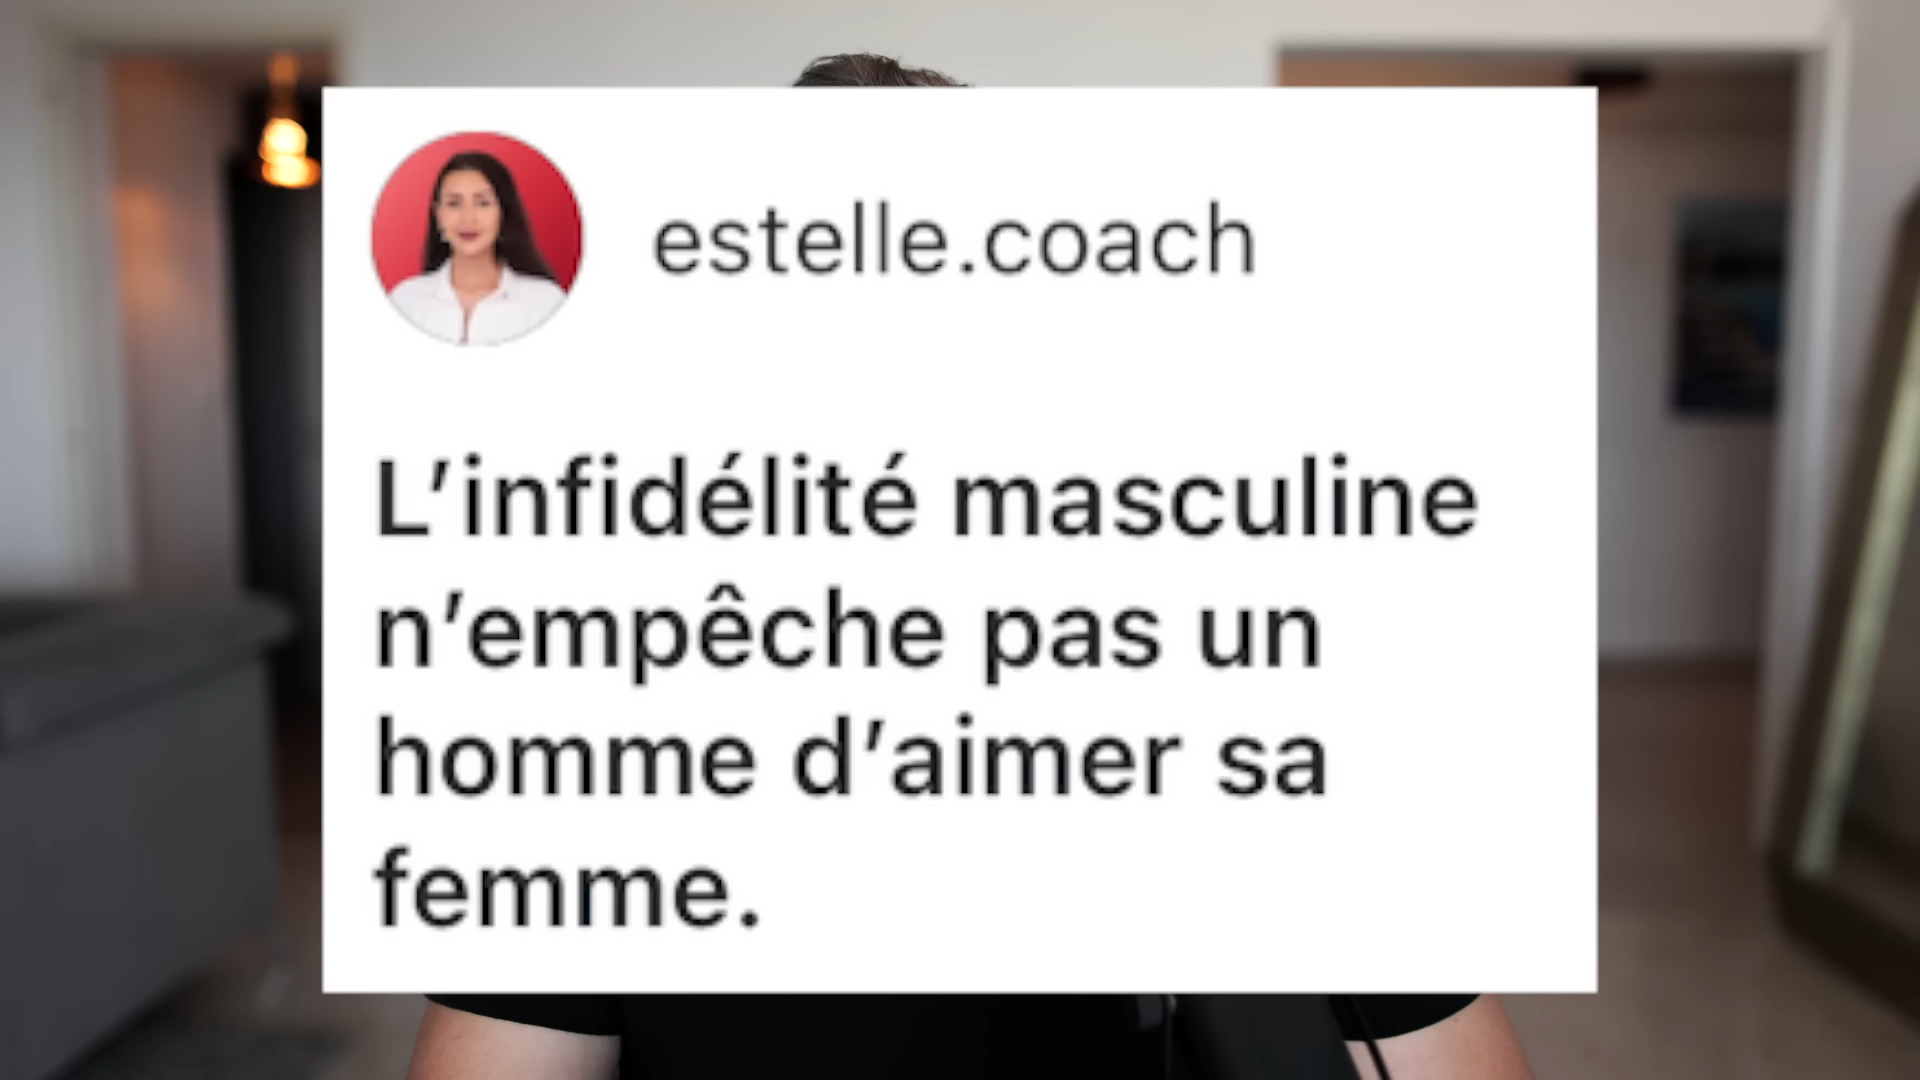 estelle.coach
L’infidélité masculine
n’empêche pas un
homme d’aimer sa
femme.